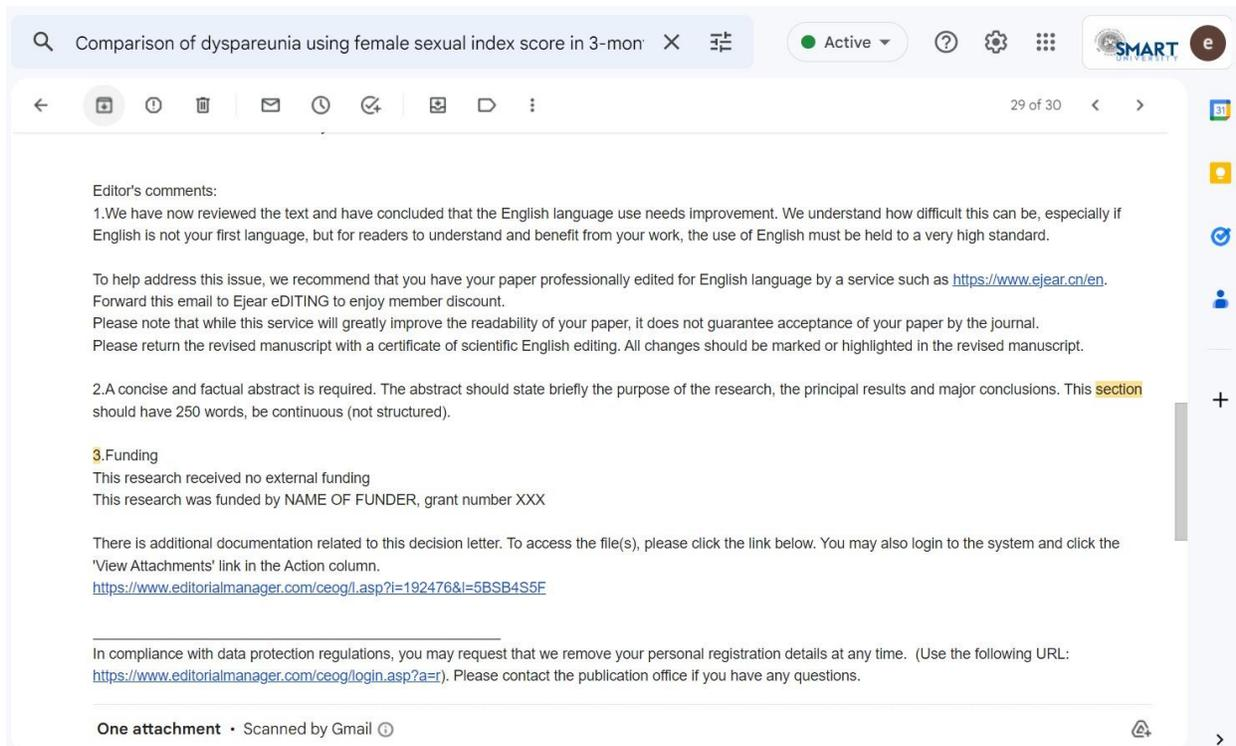 Comparison of dyspareunia using female sexual index score in 3-mon
Active
SMART
UNIVERSITY
e
29 of 30
31
Editor's comments:
1.We have now reviewed the text and have concluded that the English language use needs improvement. We understand how difficult this can be, especially if
English is not your first language, but for readers to understand and benefit from your work, the use of English must be held to a very high standard.
To help address this issue, we recommend that you have your paper professionally edited for English language by a service such as https://www.ejear.cn/en.
Forward this email to Ejear eDITING to enjoy member discount.
Please note that while this service will greatly improve the readability of your paper, it does not guarantee acceptance of your paper by the journal.
Please return the revised manuscript with a certificate of scientific English editing. All changes should be marked or highlighted in the revised manuscript.
2.A concise and factual abstract is required. The abstract should state briefly the purpose of the research, the principal results and major conclusions. This section
should have 250 words, be continuous (not structured).
3.Funding
This research received no external funding
This research was funded by NAME OF FUNDER, grant number XXX
There is additional documentation related to this decision letter. To access the file(s), please click the link below. You may also login to the system and click the
'View Attachments' link in the Action column.
https://www.editorialmanager.com/ceog/l.asp?i=192476&l=5BSB4S5F
In compliance with data protection regulations, you may request that we remove your personal registration details at any time. (Use the following URL:
https://www.editorialmanager.com/ceog/login.asp?a=r). Please contact the publication office if you have any questions.
One attachment • Scanned by Gmail